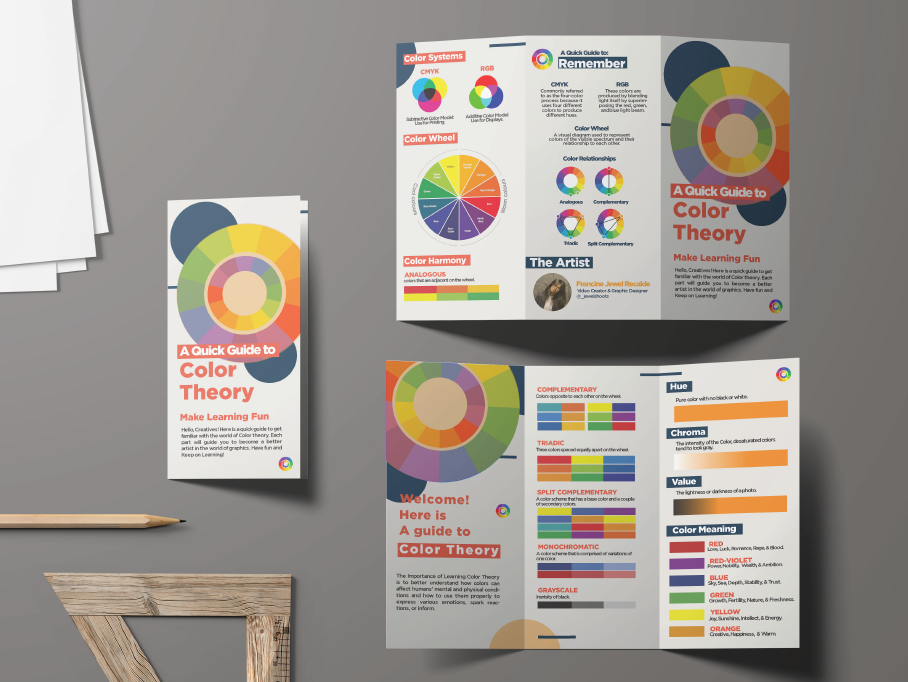 A Quick Guide to
Color
Theory
Make Learning Fun
Hello, Creatives! Here is a quick guide to get
familiar with the world of Color theory. Each
part will guide you to become a better
artist in the world of graphics. Have fun and
Keep on Learning!
Color Systems
CMYK
RGB
Subtractive Color Model
Use for Printing
Additive Color Model
Use for Displays
Color Wheel
Color Harmony
ANALOGOUS
colors that are adjacent on the wheel.
A Quick Guide to:
Remember
CMYK
Commonly referred
to as the four-color
process because it
uses four different
colors to produce
different hues.
RGB
These colors are
produced by blending
light itself by superim-
posing the red, green,
and blue light beam.
Color Wheel
A visual diagram used to represent
colors of the visible spectrum and their
relationship to each other.
Color Relationships
Analogous
Complementary
Triadic
Split Complementary
The Artist
Francine Jewel Recalde
Video Creator & Graphic Designer
@_jewelshootz
A Quick Guide to
Color
Theory
Make Learning Fun
Hello, Creatives! Here is a quick guide to get
familiar with the world of Color theory. Each
part will guide you to become a better
artist in the world of graphics. Have fun and
Keep on Learning!
Welcome!
Here is
A guide to
Color Theory
The Importance of Learning Color Theory
is to better understand how colors can
affect humans' mental and physical condi-
tions and how to use them properly to
express various emotions, spark reac-
tions, or inform.
COMPLEMENTARY
Colors opposite to each other on the wheel.
TRIADIC
Three colors spaced equally apart on the wheel.
SPLIT COMPLEMENTARY
A color scheme that has a base color and a couple
of secondary colors.
MONOCHROMATIC
A color scheme that is comprised of variations of
one color.
GRAYSCALE
Inensity of black.
Hue
Pure color with no black or white.
Chroma
The intensity of the Color, desaturated colors
tend to look gray.
Value
The lightness or darkness of a photo.
Color Meaning
RED
Love, Luck, Romance, Rage, & Blood.
RED-VIOLET
Power, Nobility, Wealth, & Ambition.
BLUE
Sky, Sea, Depth, Stability, & Trust.
GREEN
Growth, Fertility, Nature, & Freshness.
YELLOW
Joy, Sunshine, Intellect, & Energy.
ORANGE
Creative, Happiness, & Warm.